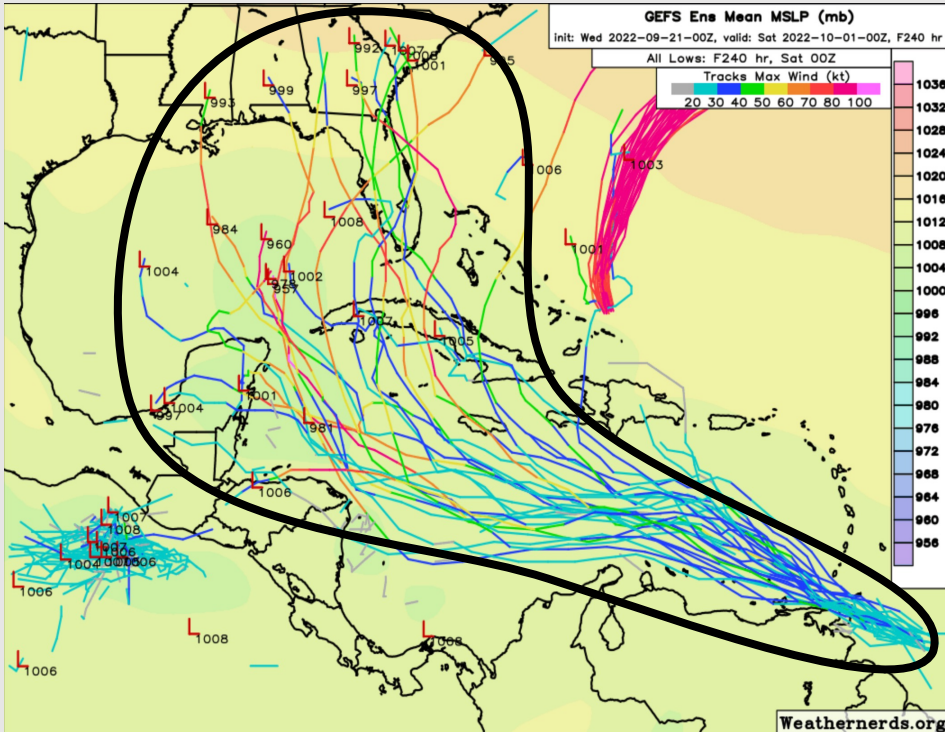 GEFS Ens Mean MSLP (mb)
init: Wed 2022-09-21-00Z, valid: Sat 2022-10-01-00Z, F240 hr
All Lows: F240 hr, Sat 00Z
Tracks Max Wind (kt)
20 30 40 50 60 70 80 100
1036
1032
1028
1024
1020
1016
1012
1008
1004
1000
996
992
988
984
980
976
972
968
964
960
956
L 992
L 1007
L 1001
L 993
L 999
L 997
L 1006
L 1003
L 1008
L 984
L 960
L 1001
L 1004
L 1002
L 957
L 1007
L 1005
L 1001
L 1004
L 997
L 981
L 1006
L 1007
L 1008
L 1004
L 1006
L 1008
L 1008
L 1006
Weathernerds.org